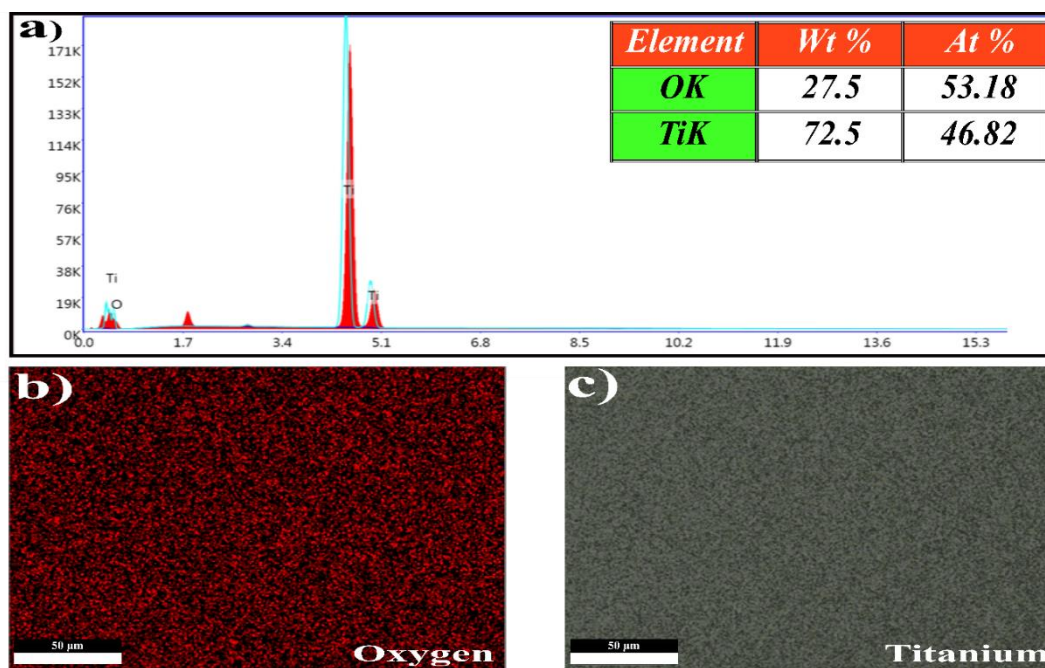 a)
Element Wt % At %
OK 27.5 53.18
TiK 72.5 46.82
171K
152K
133K
114K
95K
76K
57K
38K
19K
0K
Ti
O
Ti
Ti
0.0 1.7 3.4 5.1 6.8 8.5 10.2 11.9 13.6 15.3
b)
50 µm
Oxygen
c)
50 µm
Titanium